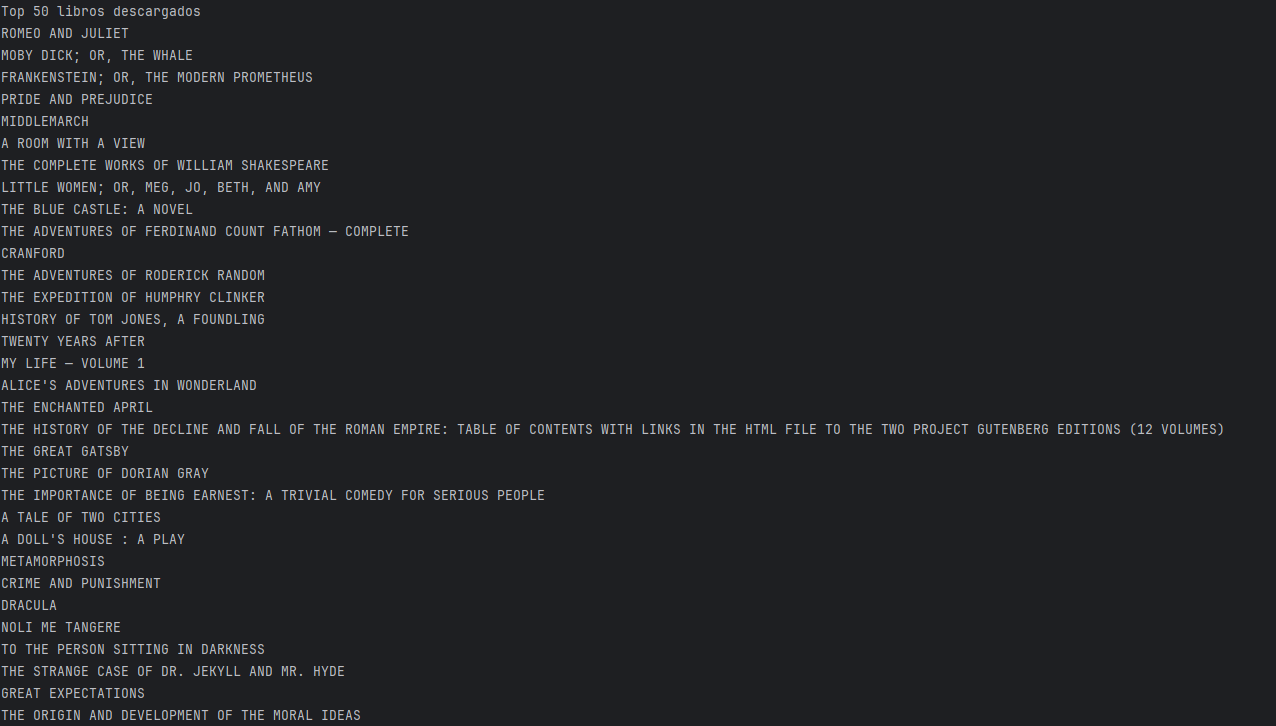 Top 50 libros descargados
ROMEO AND JULIET
MOBY DICK; OR, THE WHALE
FRANKENSTEIN; OR, THE MODERN PROMETHEUS
PRIDE AND PREJUDICE
MIDDLEMARCH
A ROOM WITH A VIEW
THE COMPLETE WORKS OF WILLIAM SHAKESPEARE
LITTLE WOMEN; OR, MEG, JO, BETH, AND AMY
THE BLUE CASTLE: A NOVEL
THE ADVENTURES OF FERDINAND COUNT FATHOM — COMPLETE
CRANFORD
THE ADVENTURES OF RODERICK RANDOM
THE EXPEDITION OF HUMPHRY CLINKER
HISTORY OF TOM JONES, A FOUNDLING
TWENTY YEARS AFTER
MY LIFE — VOLUME 1
ALICE'S ADVENTURES IN WONDERLAND
THE ENCHANTED APRIL
THE HISTORY OF THE DECLINE AND FALL OF THE ROMAN EMPIRE: TABLE OF CONTENTS WITH LINKS IN THE HTML FILE TO THE TWO PROJECT GUTENBERG EDITIONS (12 VOLUMES)
THE GREAT GATSBY
THE PICTURE OF DORIAN GRAY
THE IMPORTANCE OF BEING EARNEST: A TRIVIAL COMEDY FOR SERIOUS PEOPLE
A TALE OF TWO CITIES
A DOLL'S HOUSE : A PLAY
METAMORPHOSIS
CRIME AND PUNISHMENT
DRACULA
NOLI ME TANGERE
TO THE PERSON SITTING IN DARKNESS
THE STRANGE CASE OF DR. JEKYLL AND MR. HYDE
GREAT EXPECTATIONS
THE ORIGIN AND DEVELOPMENT OF THE MORAL IDEAS